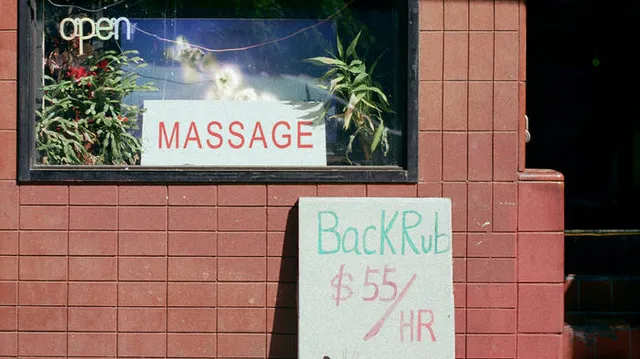 open
MASSAGE
BacKRub
$55/HR